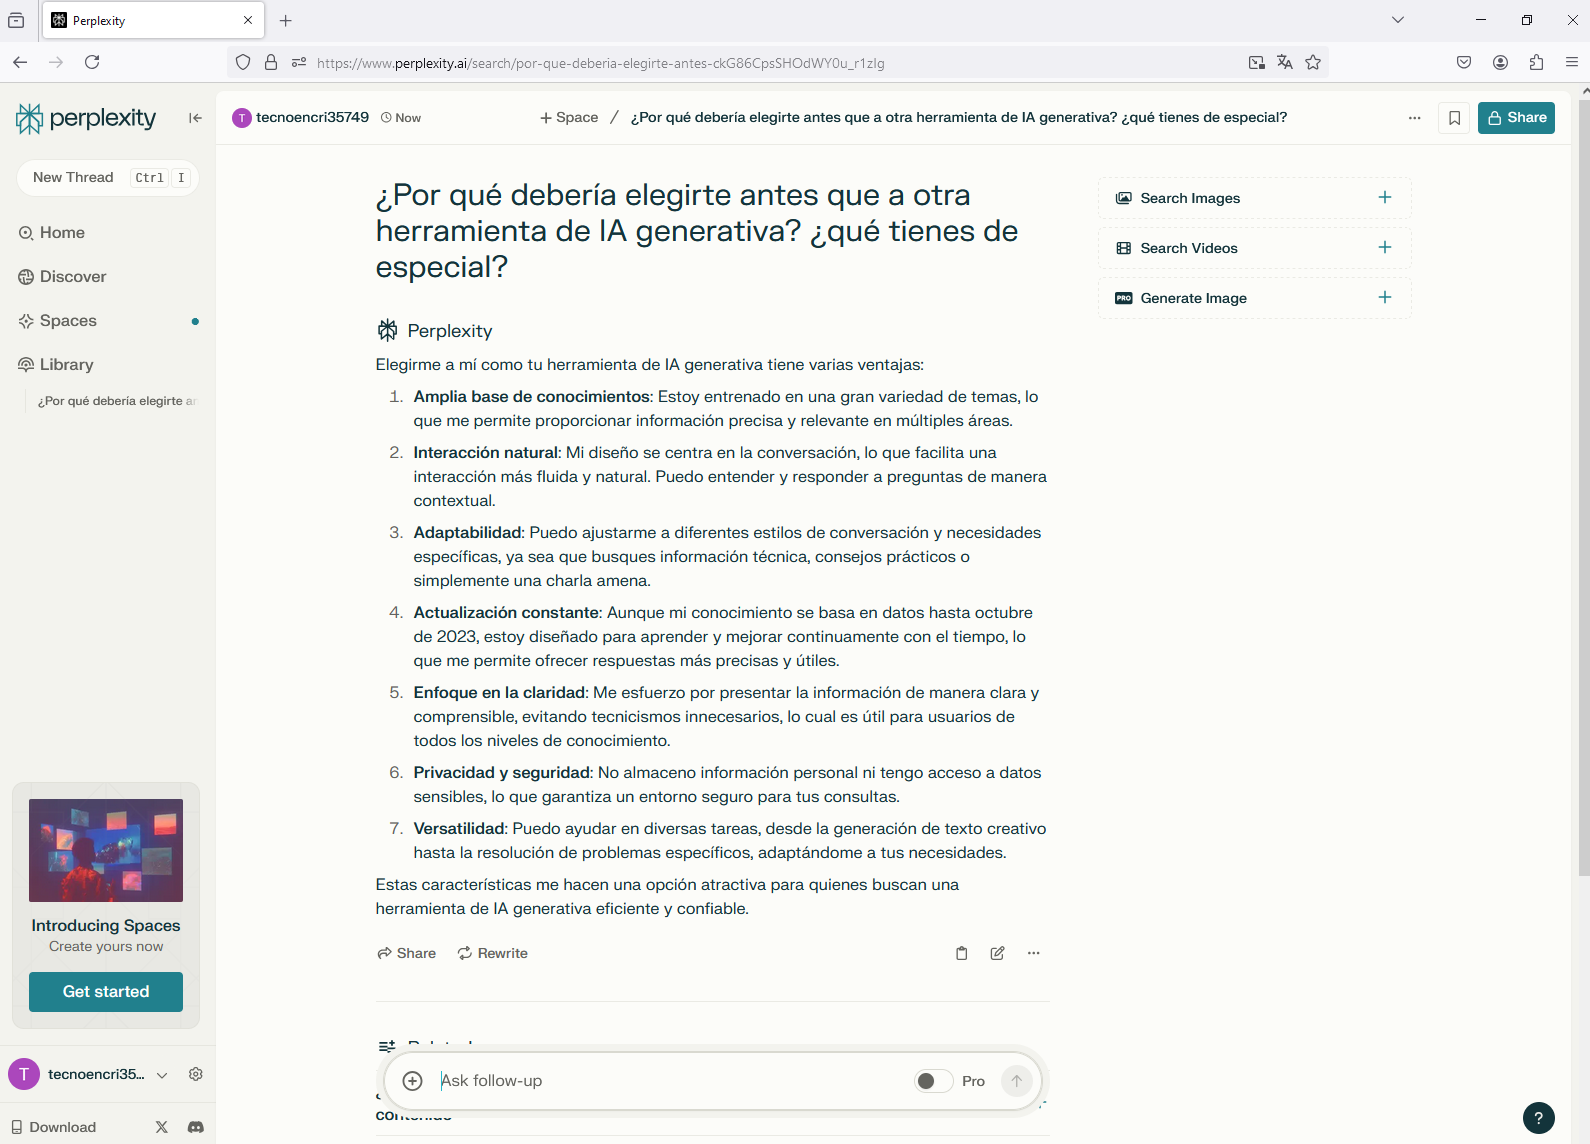 Perplexity
https://www.perplexity.ai/search/por-que-deberia-elegirte-antes-ckG86CpsSHOdWY0u_r1zIg
perplexity
T tecnoencri35749 Now
Space / ¿Por qué debería elegirte antes que a otra herramienta de IA generativa? ¿qué tienes de especial?
Share
New Thread Ctrl I
Home
Discover
Spaces
Library
¿Por qué debería elegirte
¿Por qué debería elegirte antes que a otra
herramienta de IA generativa? ¿qué tienes de
especial?
Search Images
Search Videos
PRO Generate Image
Perplexity
Elegirme a mí como tu herramienta de IA generativa tiene varias ventajas:
1. Amplia base de conocimientos: Estoy entrenado en una gran variedad de temas, lo
que me permite proporcionar información precisa y relevante en múltiples áreas.
2. Interacción natural: Mi diseño se centra en la conversación, lo que facilita una
interacción más fluida y natural. Puedo entender y responder a preguntas de manera
contextual.
3. Adaptabilidad: Puedo ajustarme a diferentes estilos de conversación y necesidades
específicas, ya sea que busques información técnica, consejos prácticos o
simplemente una charla amena.
4. Actualización constante: Aunque mi conocimiento se basa en datos hasta octubre
de 2023, estoy diseñado para aprender y mejorar continuamente con el tiempo, lo
que me permite ofrecer respuestas más precisas y útiles.
5. Enfoque en la claridad: Me esfuerzo por presentar la información de manera clara y
comprensible, evitando tecnicismos innecesarios, lo cual es útil para usuarios de
todos los niveles de conocimiento.
6. Privacidad y seguridad: No almaceno información personal ni tengo acceso a datos
sensibles, lo que garantiza un entorno seguro para tus consultas.
7. Versatilidad: Puedo ayudar en diversas tareas, desde la generación de texto creativo
hasta la resolución de problemas específicos, adaptándome a tus necesidades.
Estas características me hacen una opción atractiva para quienes buscan una
herramienta de IA generativa eficiente y confiable.
Share Rewrite
Introducing Spaces
Create yours now
Get started
Ask follow-up
Pro
T tecnoencri35...
Download
?